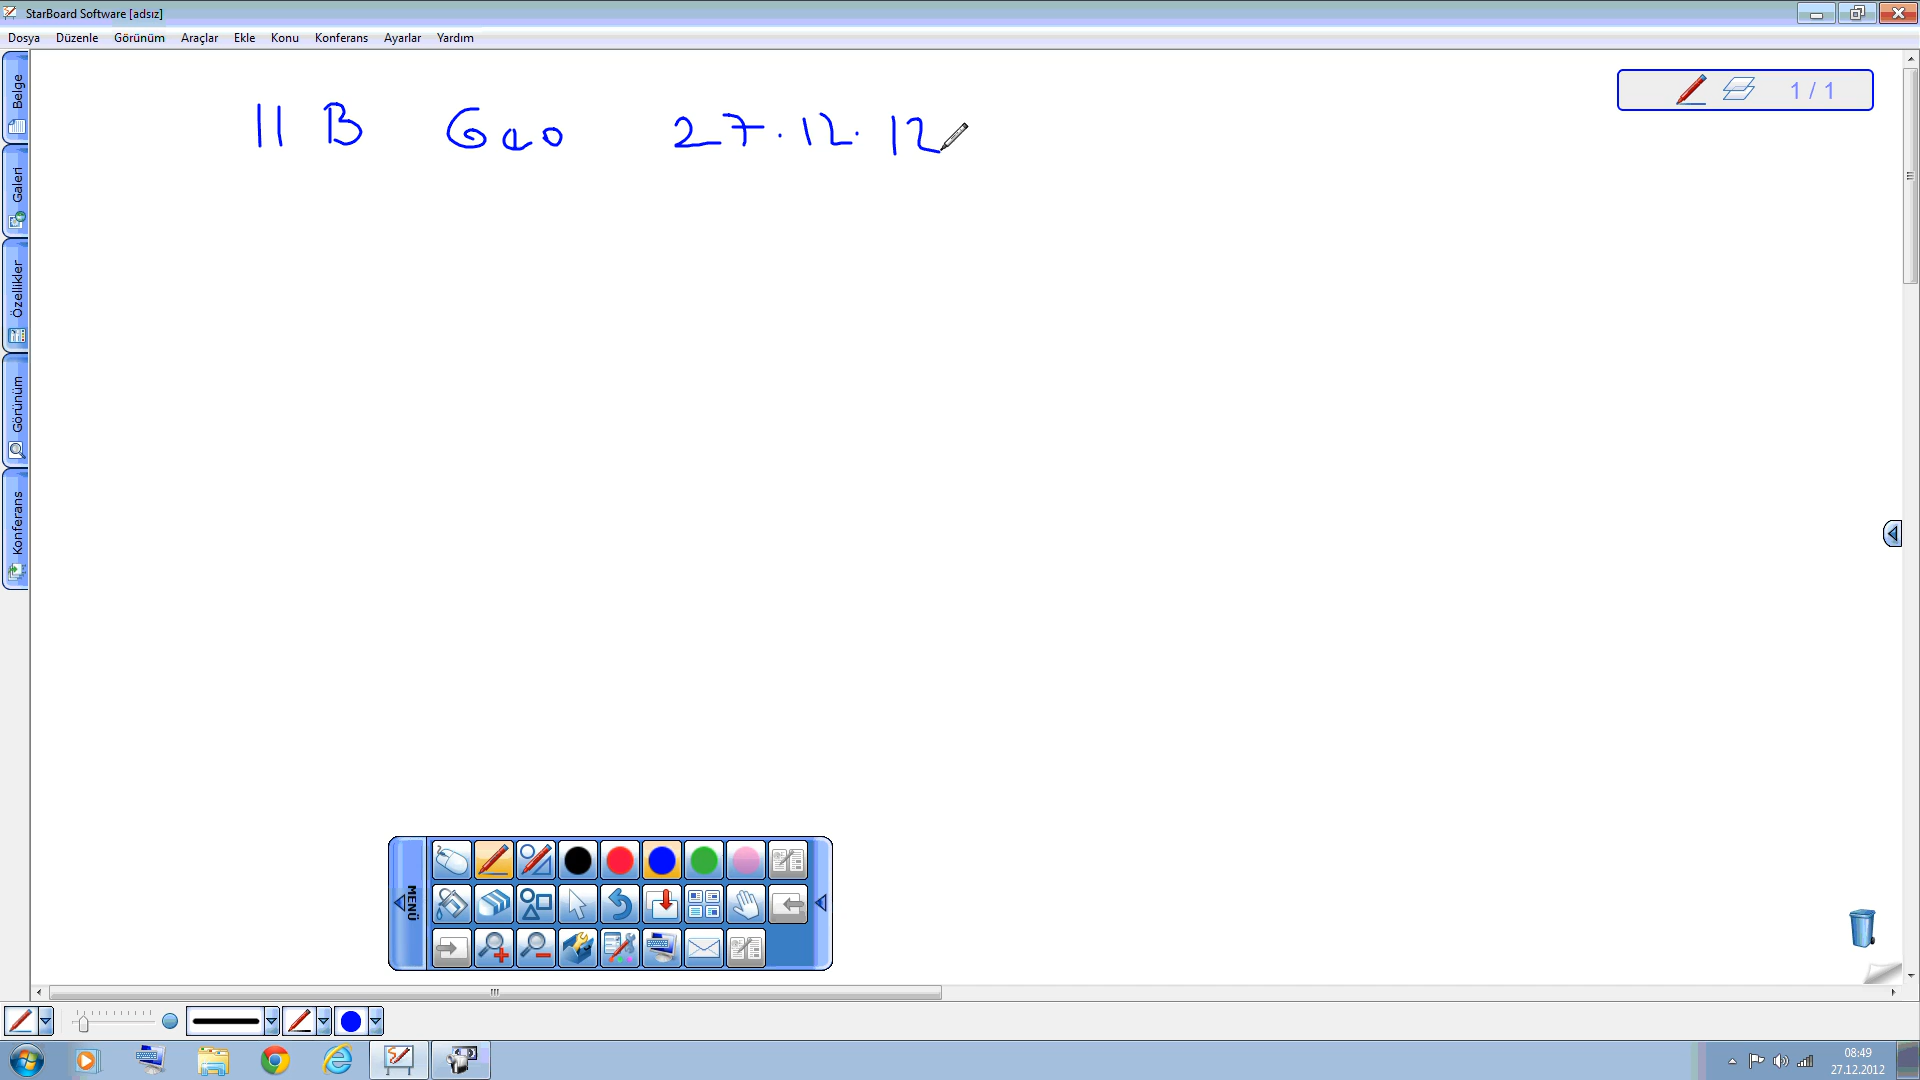 StarBoard Software [adsız]
Dosya Düzenle Görünüm Araçlar Ekle Konu Konferans Ayarlar Yardım
Belge
Galeri
Özellikler
Görünüm
Konferans
1 / 1
11 B Geo 27.12.12
MENÜ
08:49
27.12.2012